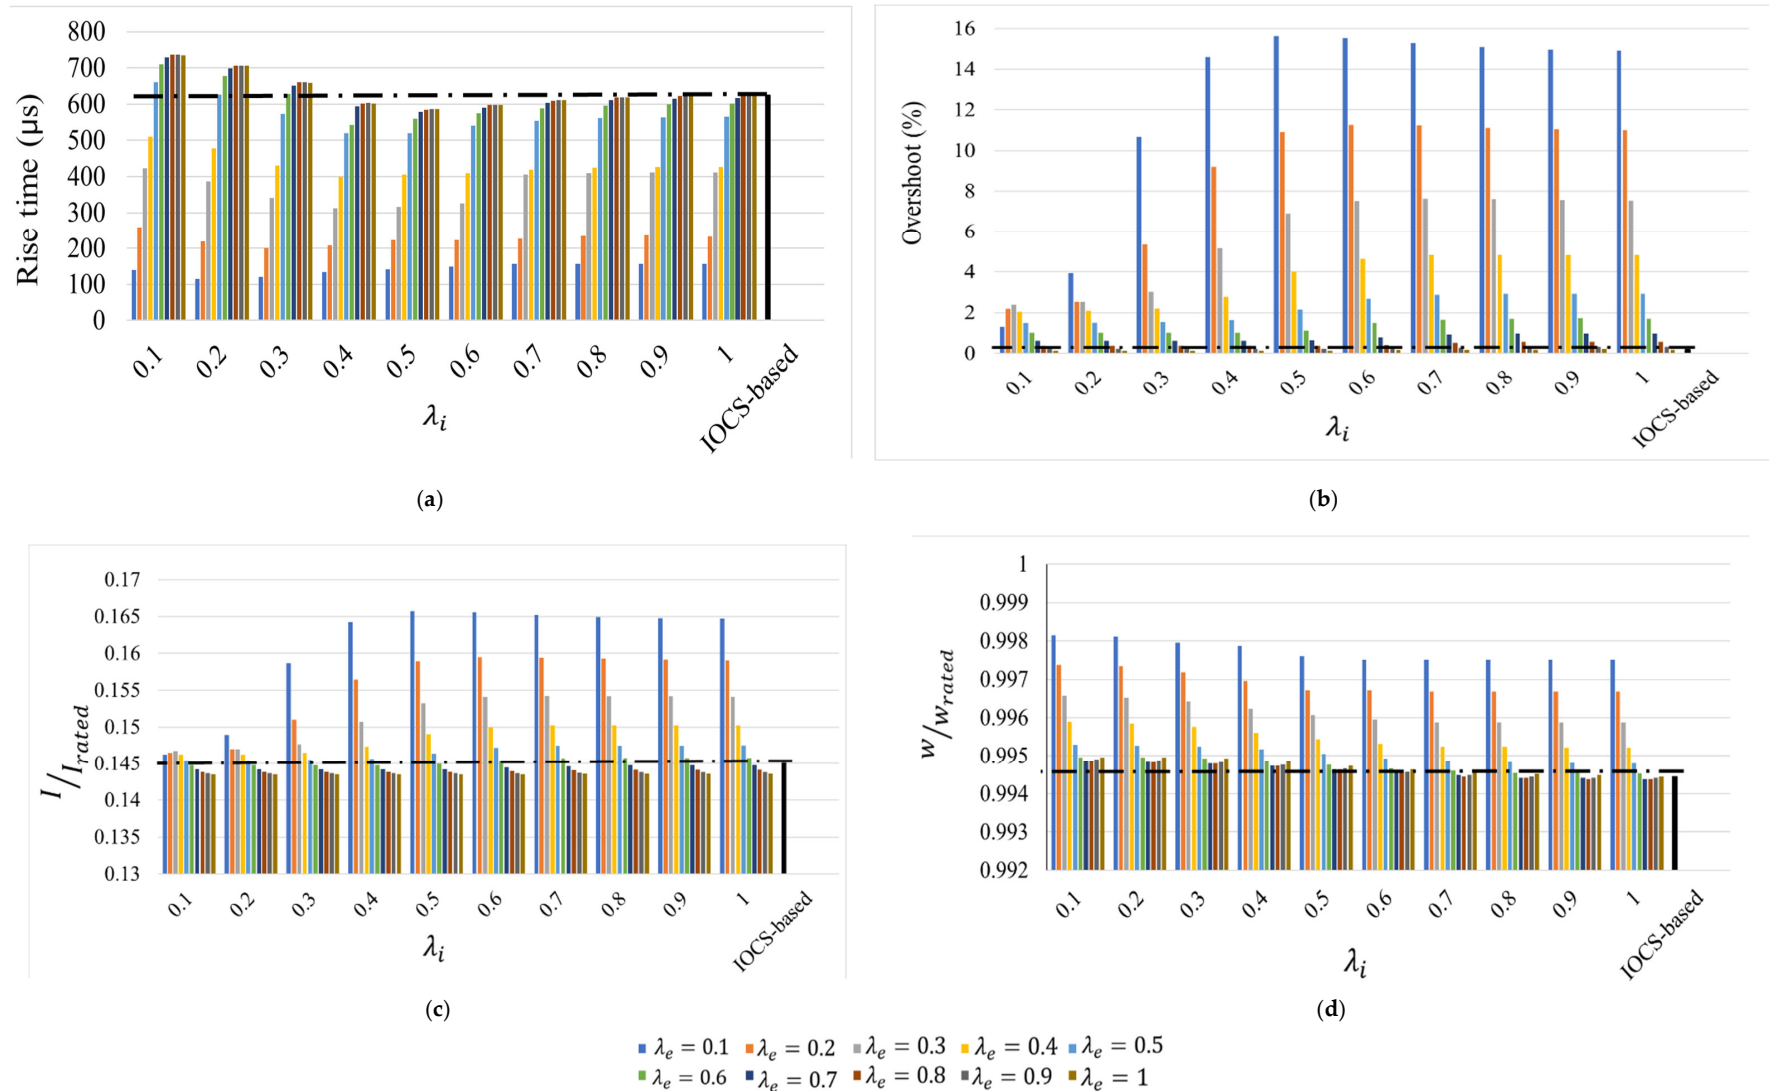 800
700
600
500
400
300
200
100
0
Rise time (µs)
0.1 0.2 0.3 0.4 0.5 0.6 0.7 0.8 0.9 1 IOCS-based
λi
(a)
16
14
12
10
8
6
4
2
0
Overshoot (%)
0.1 0.2 0.3 0.4 0.5 0.6 0.7 0.8 0.9 1 IOCS-based
λi
(b)
0.17
0.165
0.16
0.155
0.15
0.145
0.14
0.135
0.13
I/Irated
0.1 0.2 0.3 0.4 0.5 0.6 0.7 0.8 0.9 1 IOCS-based
λi
(c)
1
0.999
0.998
0.997
0.996
0.995
0.994
0.993
0.992
w/wrated
0.1 0.2 0.3 0.4 0.5 0.6 0.7 0.8 0.9 1 IOCS-based
λi
(d)
λe = 0.1 λe = 0.2 λe = 0.3 λe = 0.4 λe = 0.5
λe = 0.6 λe = 0.7 λe = 0.8 λe = 0.9 λe = 1